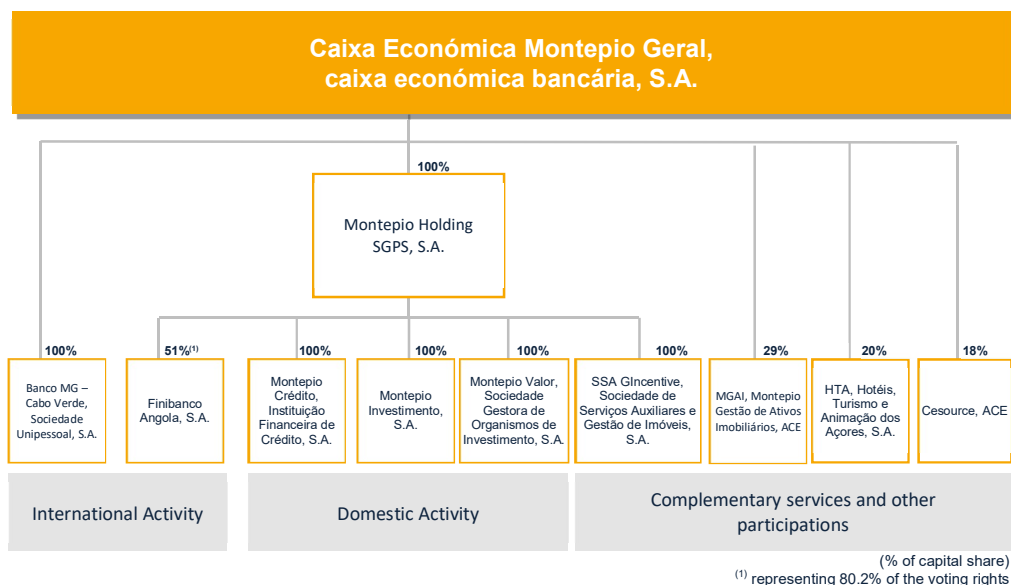 Caixa Económica Montepio Geral,
caixa económica bancária, S.A.
100%
Montepio Holding
SGPS, S.A.
100%
Banco MG –
Cabo Verde,
Sociedade
Unipessoal, S.A.
51%(1)
Finibanco
Angola, S.A.
100%
Montepio
Crédito,
Instituição
Financeira de
Crédito, S.A.
100%
Montepio
Investimento,
S.A.
100%
Montepio Valor,
Sociedade
Gestora de
Organismos de
Investimento, S.A.
100%
SSA GIncentive,
Sociedade de
Serviços Auxiliares e
Gestão de Imóveis,
S.A.
29%
MGAI, Montepio
Gestão de Ativos
Imobiliários, ACE
20%
HTA, Hotéis,
Turismo e
Animação dos
Açores, S.A.
18%
Cesource, ACE
International Activity
Domestic Activity
Complementary services and other
participations
(% of capital share)
(1) representing 80.2% of the voting rights